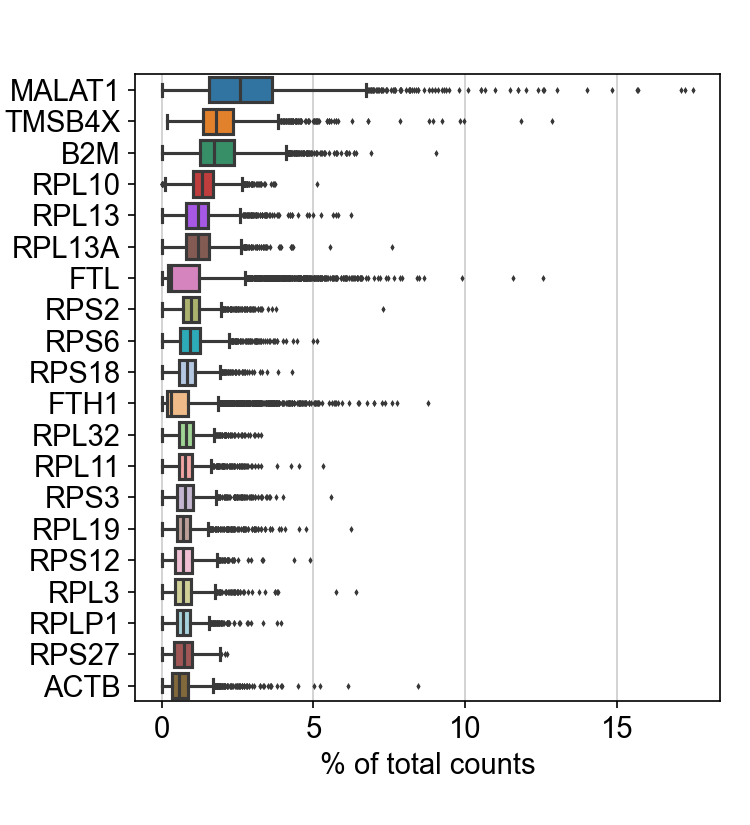 MALAT1
TMSB4X
B2M
RPL10
RPL13
RPL13A
FTL
RPS2
RPS6
RPS18
FTH1
RPL32
RPL11
RPS3
RPL19
RPS12
RPL3
RPLP1
RPS27
ACTB
0 5 10 15
% of total counts